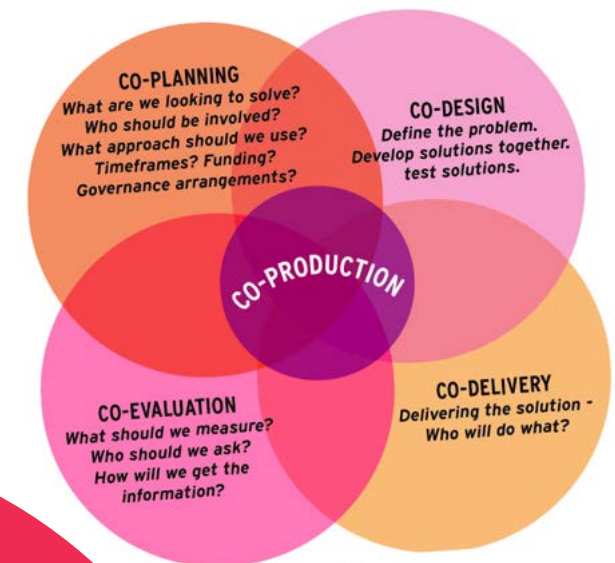 CO-PLANNING
What are we looking to solve?
Who should be involved?
What approach should we use?
Timeframes? Funding?
Governance arrangements?
CO-DESIGN
Define the problem.
Develop solutions together.
test solutions.
CO-PRODUCTION
CO-EVALUATION
What should we measure?
Who should we ask?
How will we get the
information?
CO-DELIVERY
Delivering the solution -
Who will do what?